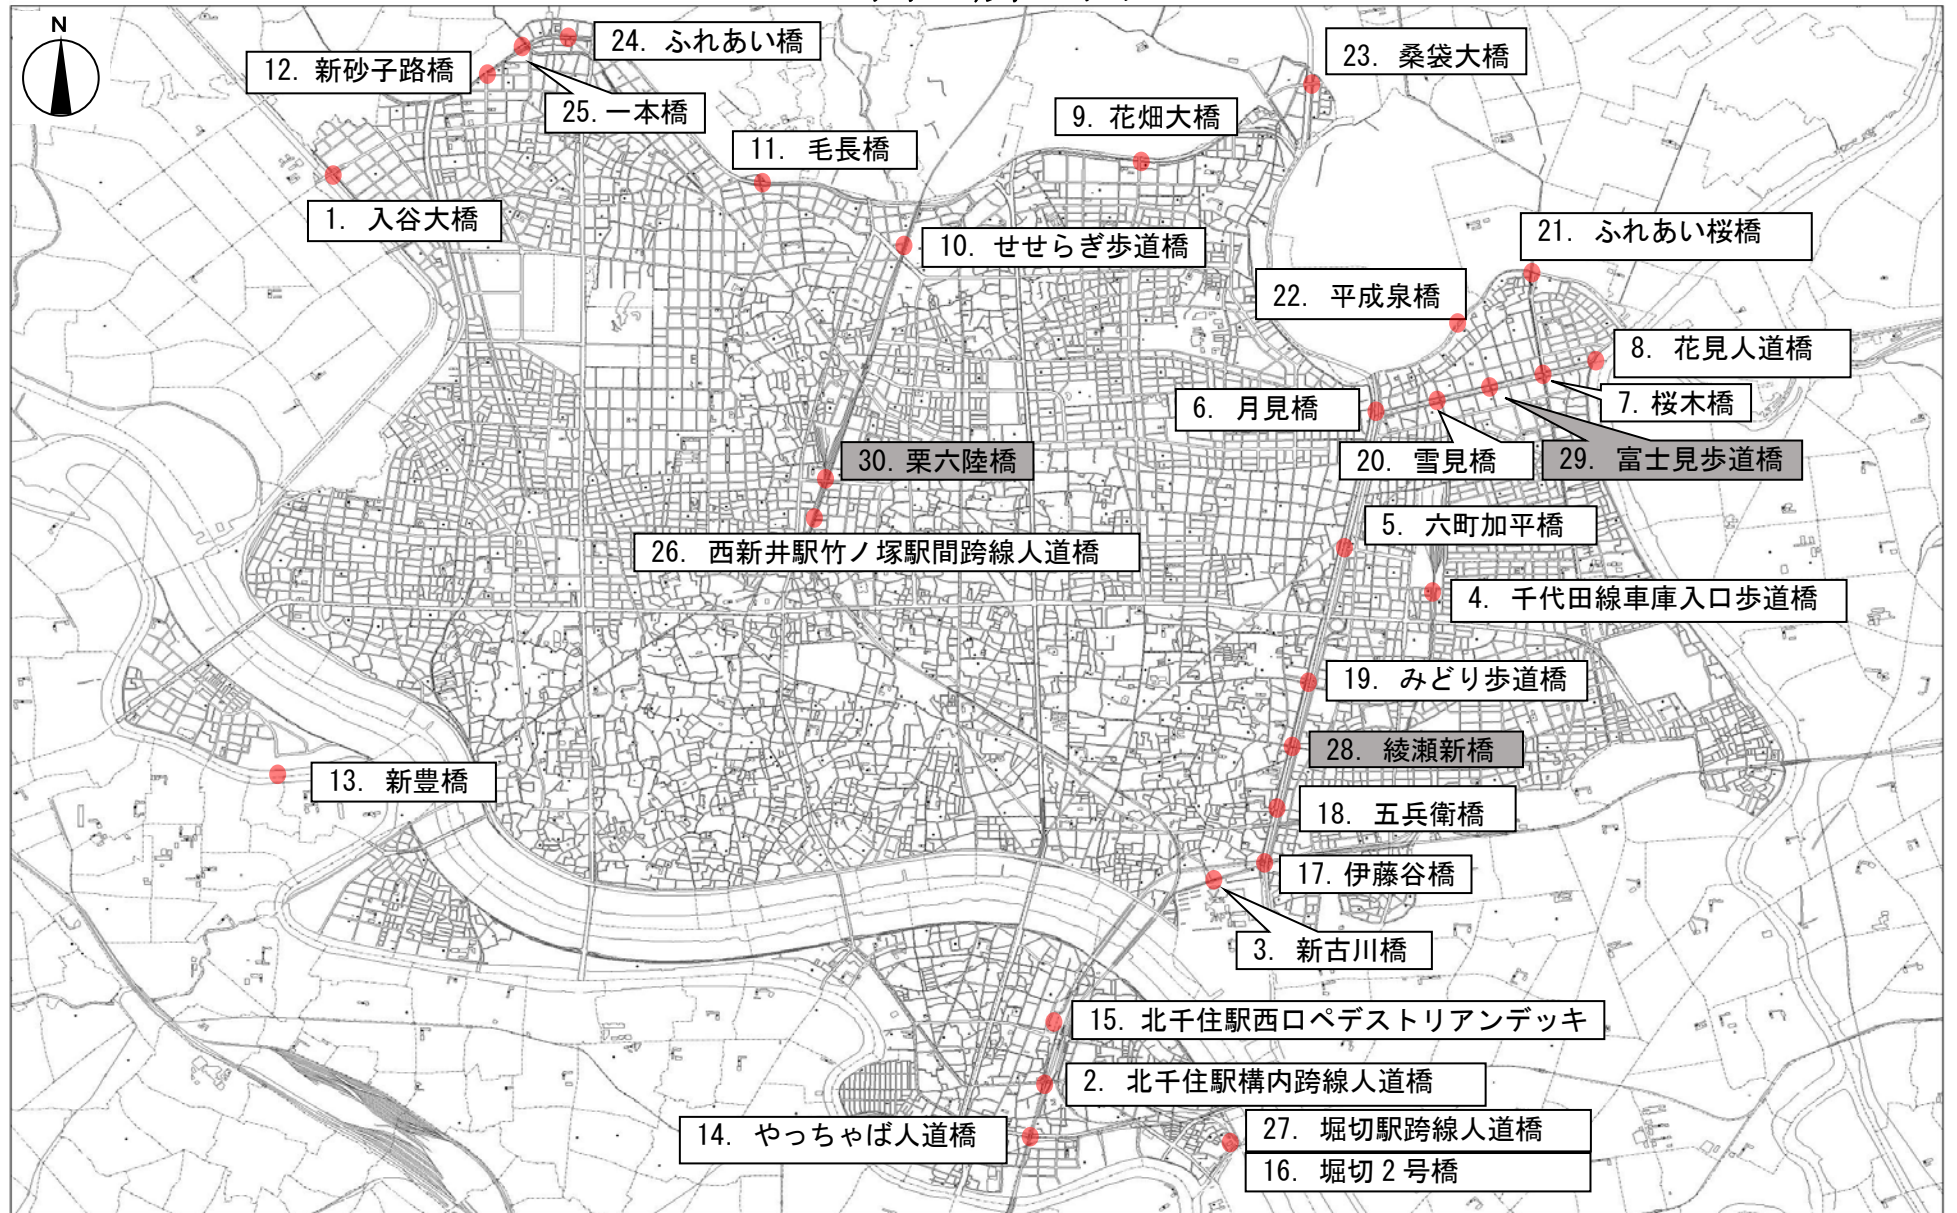 N
24. ふれあい橋
23. 桑袋大橋
12. 新砂子路橋
25. 一本橋
9. 花畑大橋
11. 毛長橋
1. 入谷大橋
10. せせらぎ歩道橋
21. ふれあい桜橋
22. 平成泉橋
8. 花見人道橋
6. 月見橋
7. 桜木橋
30. 栗六陸橋
20. 雪見橋
29. 富士見歩道橋
5. 六町加平橋
26. 西新井駅竹ノ塚駅間跨線人道橋
4. 千代田線車庫入口歩道橋
19. みどり歩道橋
28. 綾瀬新橋
13. 新豊橋
18. 五兵衛橋
17. 伊藤谷橋
3. 新古川橋
15. 北千住駅西口ペデストリアンデッキ
2. 北千住駅構内跨線人道橋
14. やっちゃば人道橋
27. 堀切駅跨線人道橋
16. 堀切2号橋